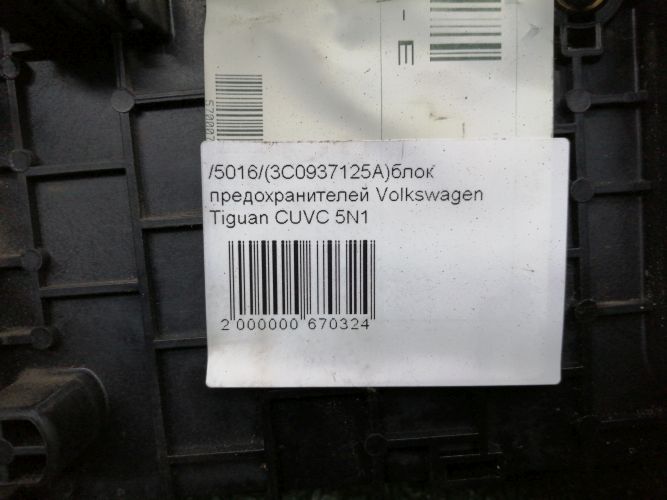 E
/5016/(3C0937125A)блок
предохранителей Volkswagen
Tiguan CUVC 5N1
2 000000 670324